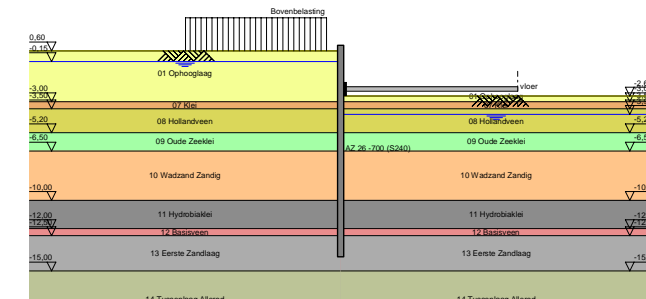 Bovenbelasting
0,60
-0,15
01 Ophooglaag
vloer
-3,00
-3,50
07 Klei
08 Hollandveen
08 Hollandveen
-5,20
-6,50
09 Oude Zeeklei
09 Oude Zeeklei
AZ 26 -700 (S240)
10 Wadzand Zandig
10 Wadzand Zandig
-10,00
11 Hydrobiaklei
11 Hydrobiaklei
-12,00
12 Basisveen
12 Basisveen
13 Eerste Zandlaag
13 Eerste Zandlaag
-15,00